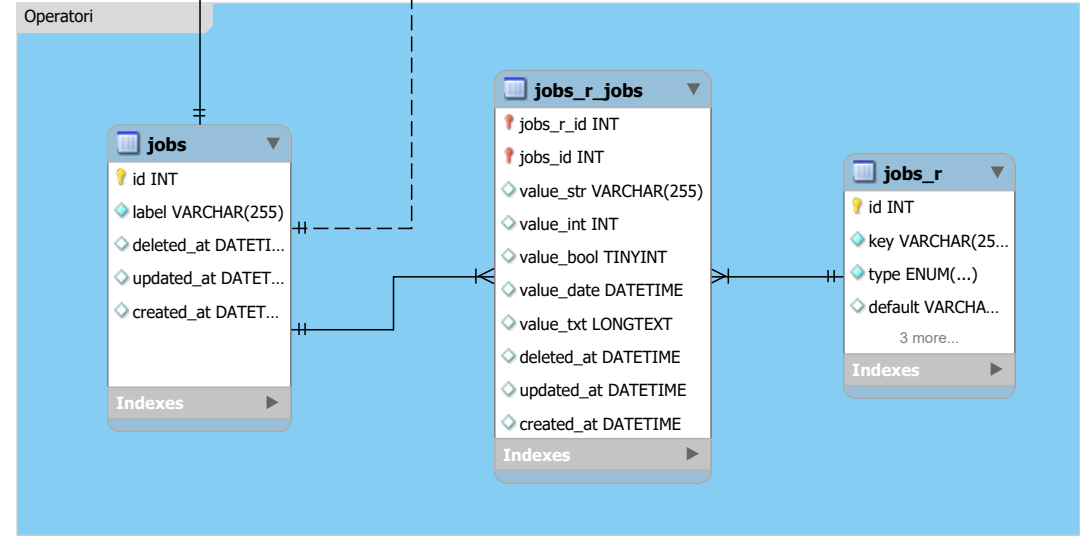 Operatori
jobs
id INT
label VARCHAR(255)
deleted_at DATETI...
updated_at DATET...
created_at DATET...
Indexes
jobs_r_jobs
jobs_r_id INT
jobs_id INT
value_str VARCHAR(255)
value_int INT
value_bool TINYINT
value_date DATETIME
value_txt LONGTEXT
deleted_at DATETIME
updated_at DATETIME
created_at DATETIME
Indexes
jobs_r
id INT
key VARCHAR(25...
type ENUM(...)
default VARCHA...
3 more...
Indexes